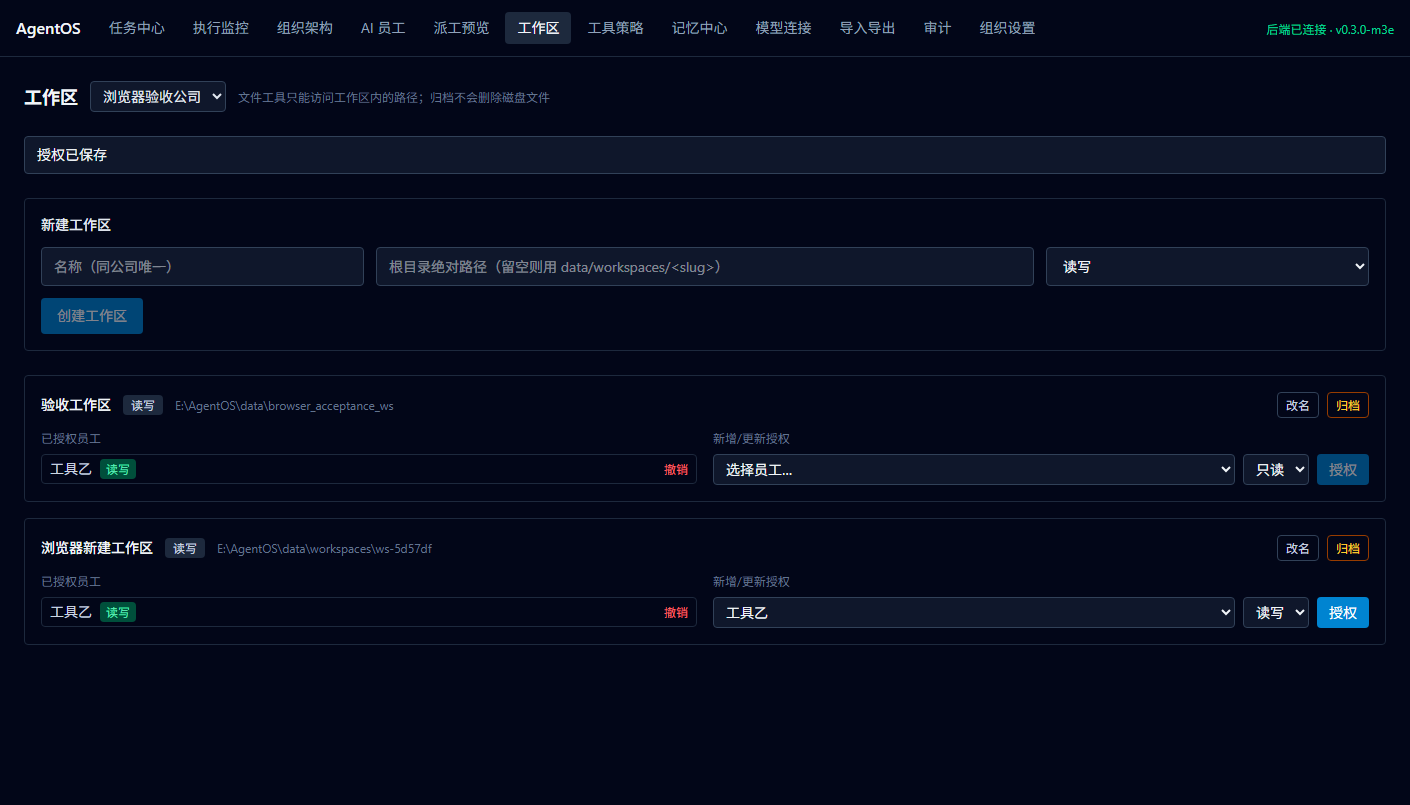 AgentOS 任务中心 执行监控 组织架构 AI 员工 派工预览 工作区 工具策略 记忆中心 模型连接 导入导出 审计 组织设置 后端已连接 · v0.3.0-m3e
工作区 浏览器验收公司 文件工具只能访问工作区内的路径；归档不会删除磁盘文件
授权已保存
新建工作区
名称（同公司唯一） 根目录绝对路径（留空则用 data/workspaces/<slug>） 读写
创建工作区
验收工作区 读写 E:\AgentOS\data\browser_acceptance_ws 改名 归档
已授权员工 新增/更新授权
工具乙 读写 撤销 选择员工... 只读 授权
浏览器新建工作区 读写 E:\AgentOS\data\workspaces\ws-5d57df 改名 归档
已授权员工 新增/更新授权
工具乙 读写 撤销 工具乙 读写 授权